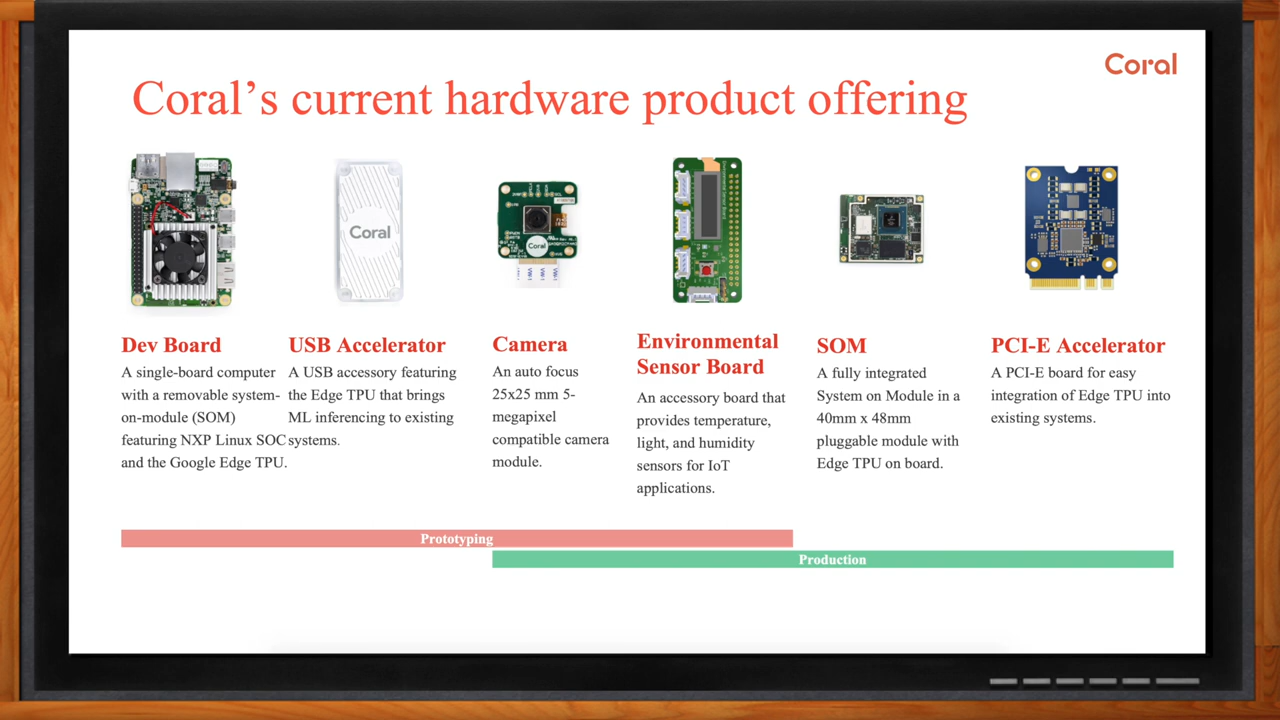 Coral
Coral's current hardware product offering
Coral
Coral
Dev Board
A single-board computer
with a removable system-
on-module (SOM)
featuring NXP Linux SOC
and the Google Edge TPU.
USB Accelerator
A USB accessory featuring
the Edge TPU that brings
ML inferencing to existing
systems.
Camera
An auto focus
25x25 mm 5-
megapixel
compatible camera
module.
Environmental
Sensor Board
An accessory board that
provides temperature,
light, and humidity
sensors for IoT
applications.
SOM
A fully integrated
System on Module in a
40mm x 48mm
pluggable module with
Edge TPU on board.
PCI-E Accelerator
A PCI-E board for easy
integration of Edge TPU into
existing systems.
Prototyping
Production